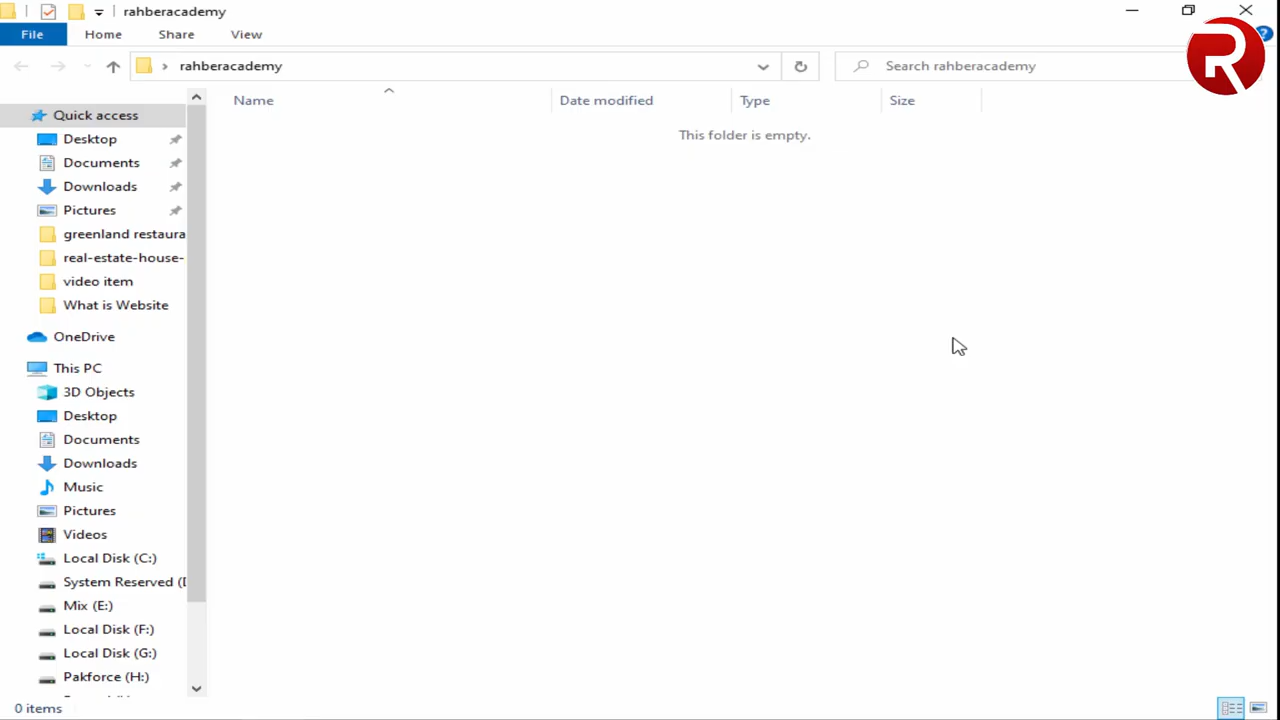 rahberacademy
File Home Share View
rahberacademy
Search rahberacademy
Name Date modified Type Size
This folder is empty.
Quick access
Desktop
Documents
Downloads
Pictures
greenland restaura
real-estate-house-
video item
What is Website
OneDrive
This PC
3D Objects
Desktop
Documents
Downloads
Music
Pictures
Videos
Local Disk (C:)
System Reserved (D
Mix (E:)
Local Disk (F:)
Local Disk (G:)
Pakforce (H:)
0 items
R
?